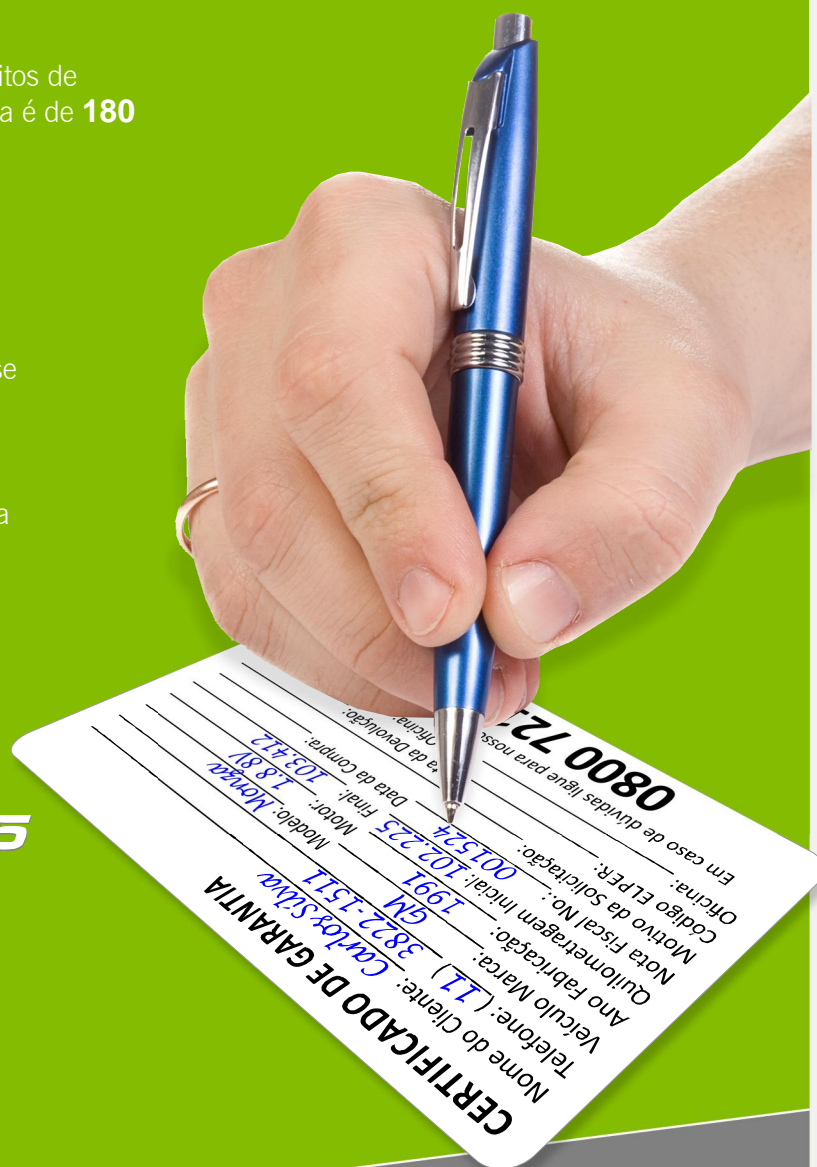 itos de
a é de 180
se
a
CERTIFICADO DE GARANTIA
Nome do Cliente: Carlos Silva
Telefone: (11) 3822-1511
Veículo Marca: GM Modelo: Monza
Ano Fabricação: 1991 Motor: 1.8 8V
Quilometragem Inicial: 102.225 Final: 103.412
Nota Fiscal No.: 001524 Data da Compra:
Motivo da Solicitação:
Código ELPER: ta da Devolução:
Oficina:
Em caso de dúvidas ligue para nosso
0800 721